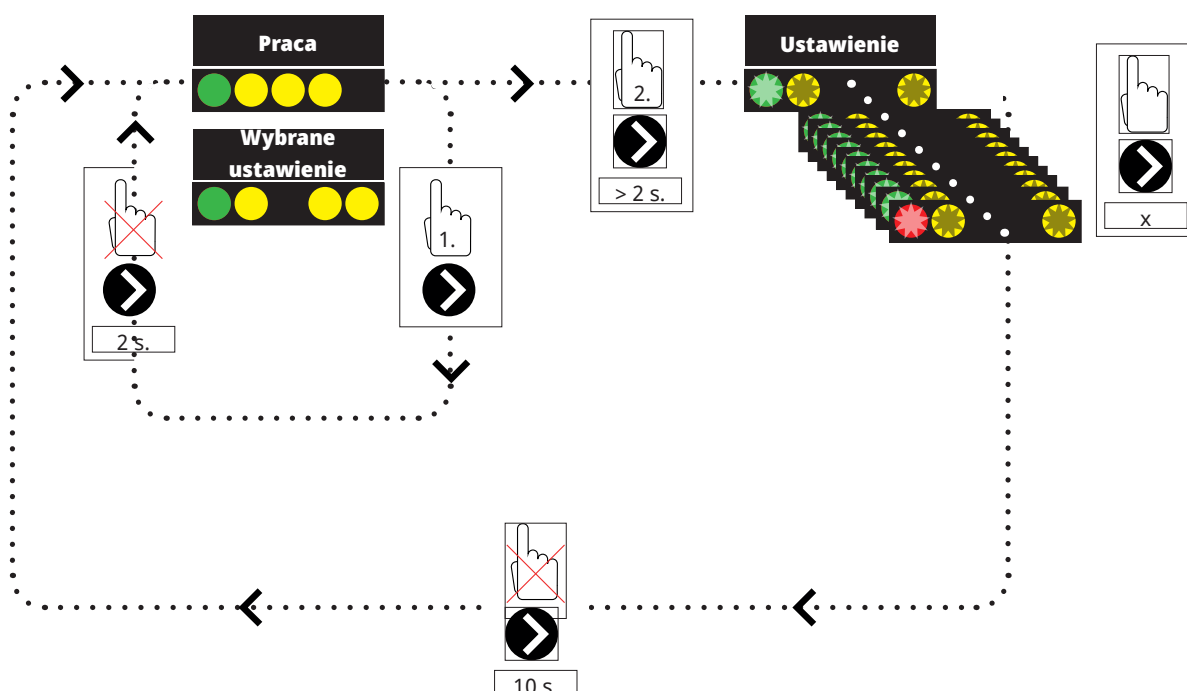 Praca
Wybrane
ustawienie
2 s.
1.
2.
> 2 s.
Ustawienie
x
10 s.